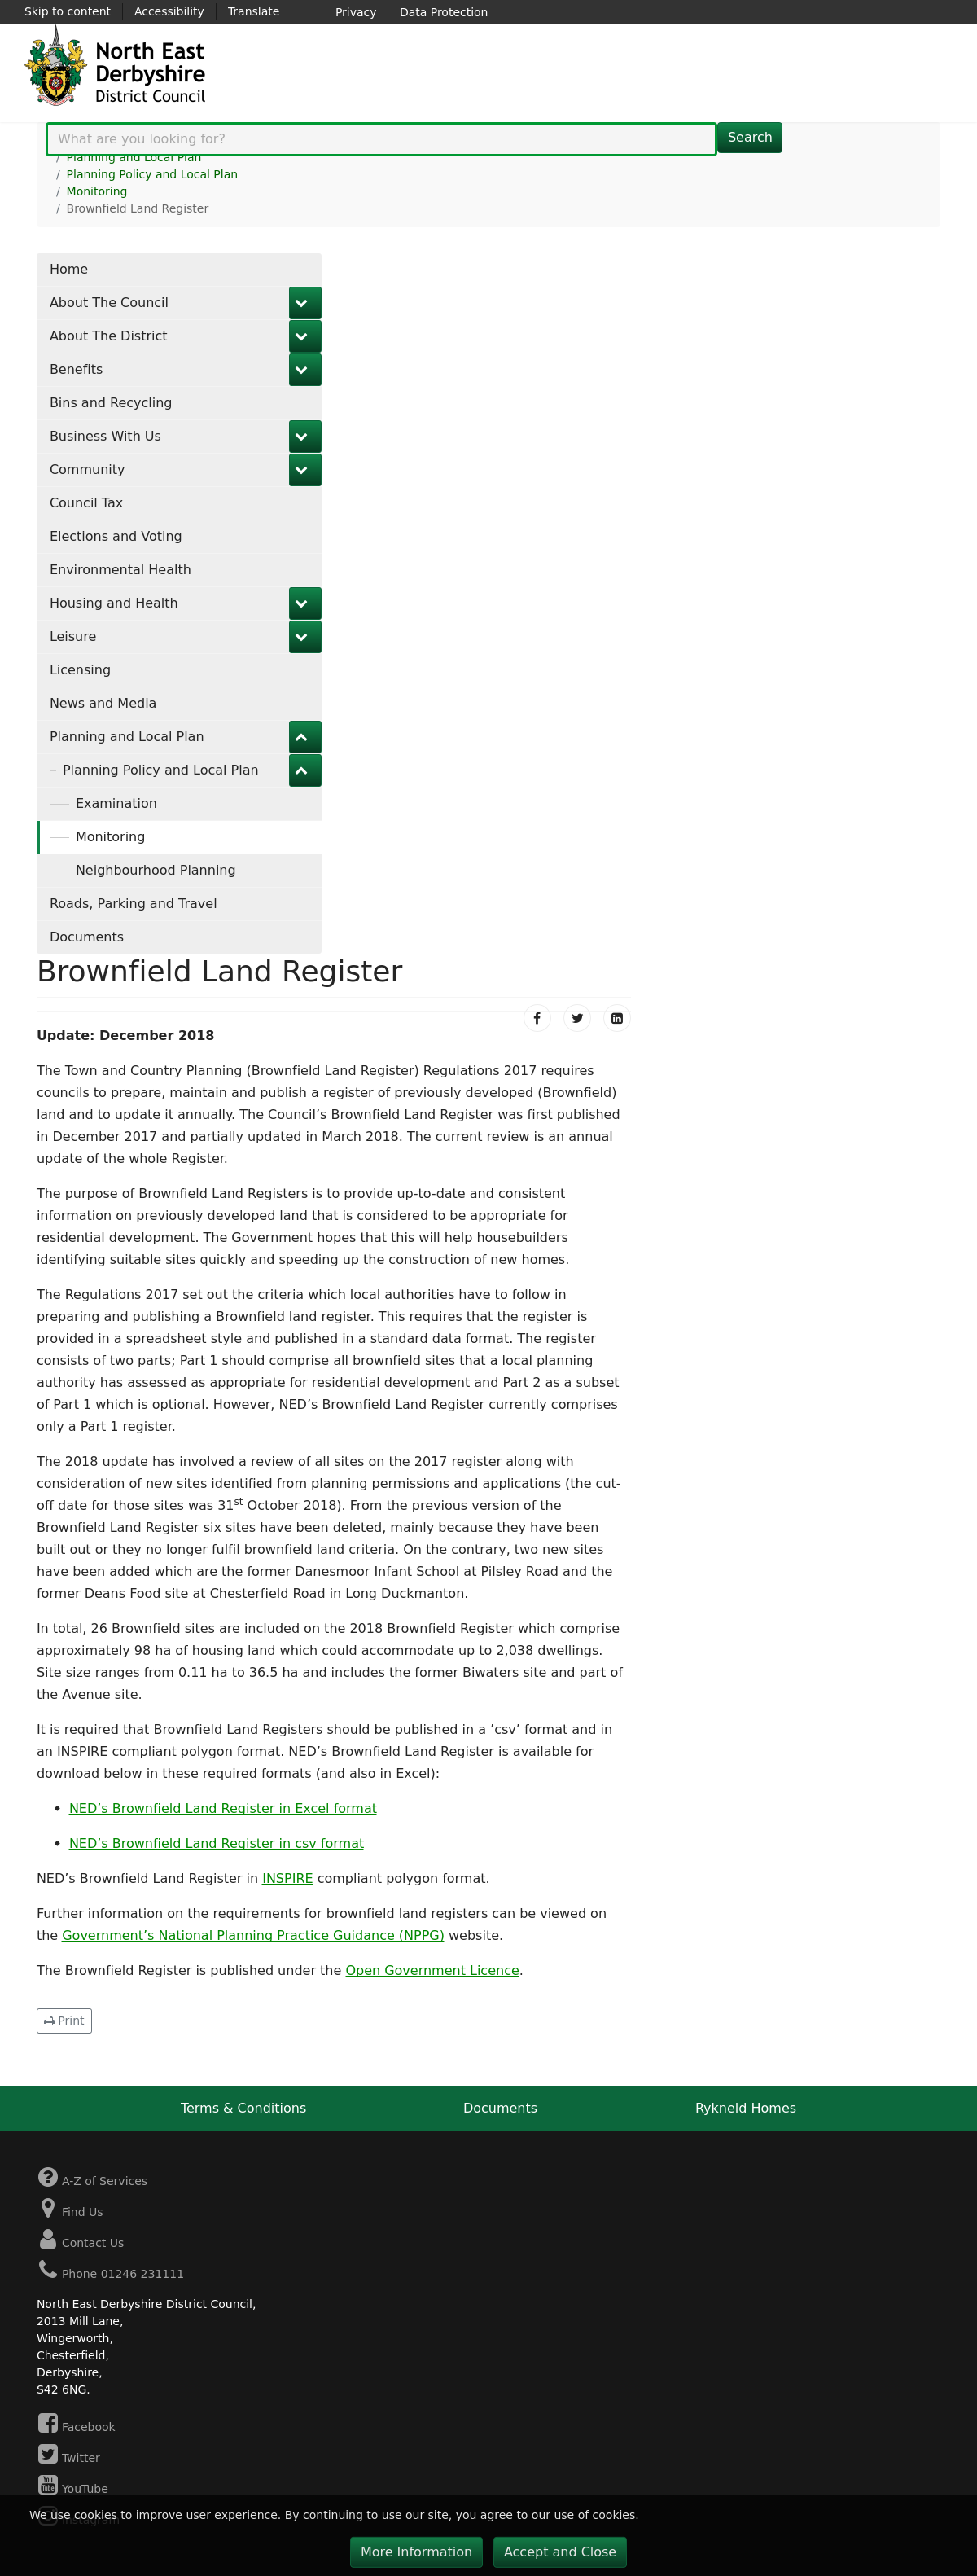 Skip to content
Accessibility
Translate
Privacy
Data Protection
North East
Derbyshire
District Council
What are you looking for?
Search
/ Planning and Local Plan
/ Planning Policy and Local Plan
/ Monitoring
/ Brownfield Land Register
Home
About The Council
About The District
Benefits
Bins and Recycling
Business With Us
Community
Council Tax
Elections and Voting
Environmental Health
Housing and Health
Leisure
Licensing
News and Media
Planning and Local Plan
Planning Policy and Local Plan
Examination
Monitoring
Neighbourhood Planning
Roads, Parking and Travel
Documents
Brownfield Land Register
Update: December 2018
The Town and Country Planning (Brownfield Land Register) Regulations 2017 requires
councils to prepare, maintain and publish a register of previously developed (Brownfield)
land and to update it annually. The Council’s Brownfield Land Register was first published
in December 2017 and partially updated in March 2018. The current review is an annual
update of the whole Register.
The purpose of Brownfield Land Registers is to provide up-to-date and consistent
information on previously developed land that is considered to be appropriate for
residential development. The Government hopes that this will help housebuilders
identifying suitable sites quickly and speeding up the construction of new homes.
The Regulations 2017 set out the criteria which local authorities have to follow in
preparing and publishing a Brownfield land register. This requires that the register is
provided in a spreadsheet style and published in a standard data format. The register
consists of two parts; Part 1 should comprise all brownfield sites that a local planning
authority has assessed as appropriate for residential development and Part 2 as a subset
of Part 1 which is optional. However, NED’s Brownfield Land Register currently comprises
only a Part 1 register.
The 2018 update has involved a review of all sites on the 2017 register along with
consideration of new sites identified from planning permissions and applications (the cut-
off date for those sites was 31st October 2018). From the previous version of the
Brownfield Land Register six sites have been deleted, mainly because they have been
built out or they no longer fulfil brownfield land criteria. On the contrary, two new sites
have been added which are the former Danesmoor Infant School at Pilsley Road and the
former Deans Food site at Chesterfield Road in Long Duckmanton.
In total, 26 Brownfield sites are included on the 2018 Brownfield Register which comprise
approximately 98 ha of housing land which could accommodate up to 2,038 dwellings.
Site size ranges from 0.11 ha to 36.5 ha and includes the former Biwaters site and part of
the Avenue site.
It is required that Brownfield Land Registers should be published in a ’csv’ format and in
an INSPIRE compliant polygon format. NED’s Brownfield Land Register is available for
download below in these required formats (and also in Excel):
• NED’s Brownfield Land Register in Excel format
• NED’s Brownfield Land Register in csv format
NED’s Brownfield Land Register in INSPIRE compliant polygon format.
Further information on the requirements for brownfield land registers can be viewed on
the Government’s National Planning Practice Guidance (NPPG) website.
The Brownfield Register is published under the Open Government Licence.
Print
Terms & Conditions
Documents
Rykneld Homes
A-Z of Services
Find Us
Contact Us
Phone 01246 231111
North East Derbyshire District Council,
2013 Mill Lane,
Wingerworth,
Chesterfield,
Derbyshire,
S42 6NG.
Facebook
Twitter
YouTube
Instagram
We use cookies to improve user experience. By continuing to use our site, you agree to our use of cookies.
More Information
Accept and Close